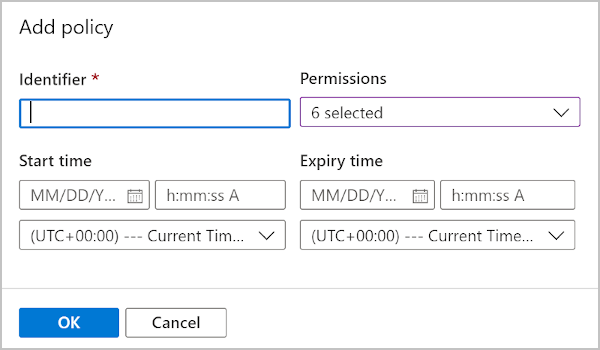 Add policy
Identifier * Permissions
6 selected
Start time Expiry time
MM/DD/Y... h:mm:ss A MM/DD/Y... h:mm:ss A
(UTC+00:00) --- Current Tim... (UTC+00:00) --- Current Time...
OK Cancel